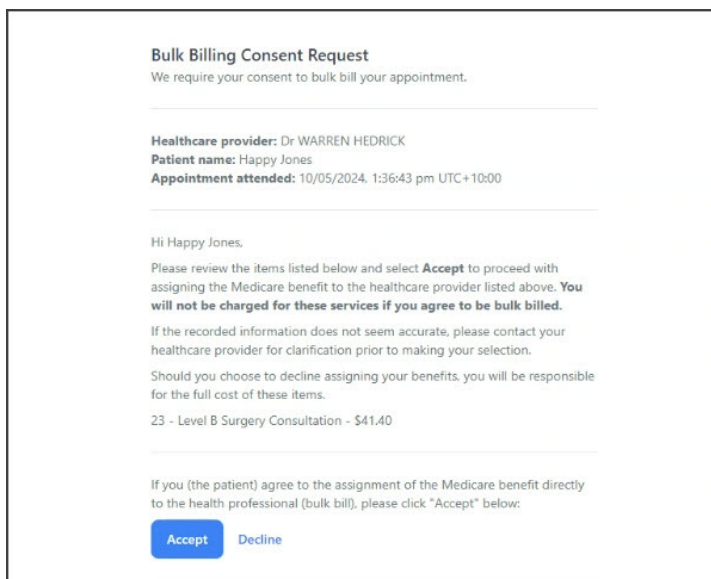 Bulk Billing Consent Request
We require your consent to bulk bill your appointment.
Healthcare provider: Dr WARREN HEDRICK
Patient name: Happy Jones
Appointment attended: 10/05/2024, 1:36:43 pm UTC+10:00
Hi Happy Jones,
Please review the items listed below and select Accept to proceed with
assigning the Medicare benefit to the healthcare provider listed above. You
will not be charged for these services if you agree to be bulk billed.
If the recorded information does not seem accurate, please contact your
healthcare provider for clarification prior to making your selection.
Should you choose to decline assigning your benefits, you will be responsible
for the full cost of these items.
23 - Level B Surgery Consultation - $41.40
If you (the patient) agree to the assignment of the Medicare benefit directly
to the health professional (bulk bill), please click "Accept" below:
Accept Decline